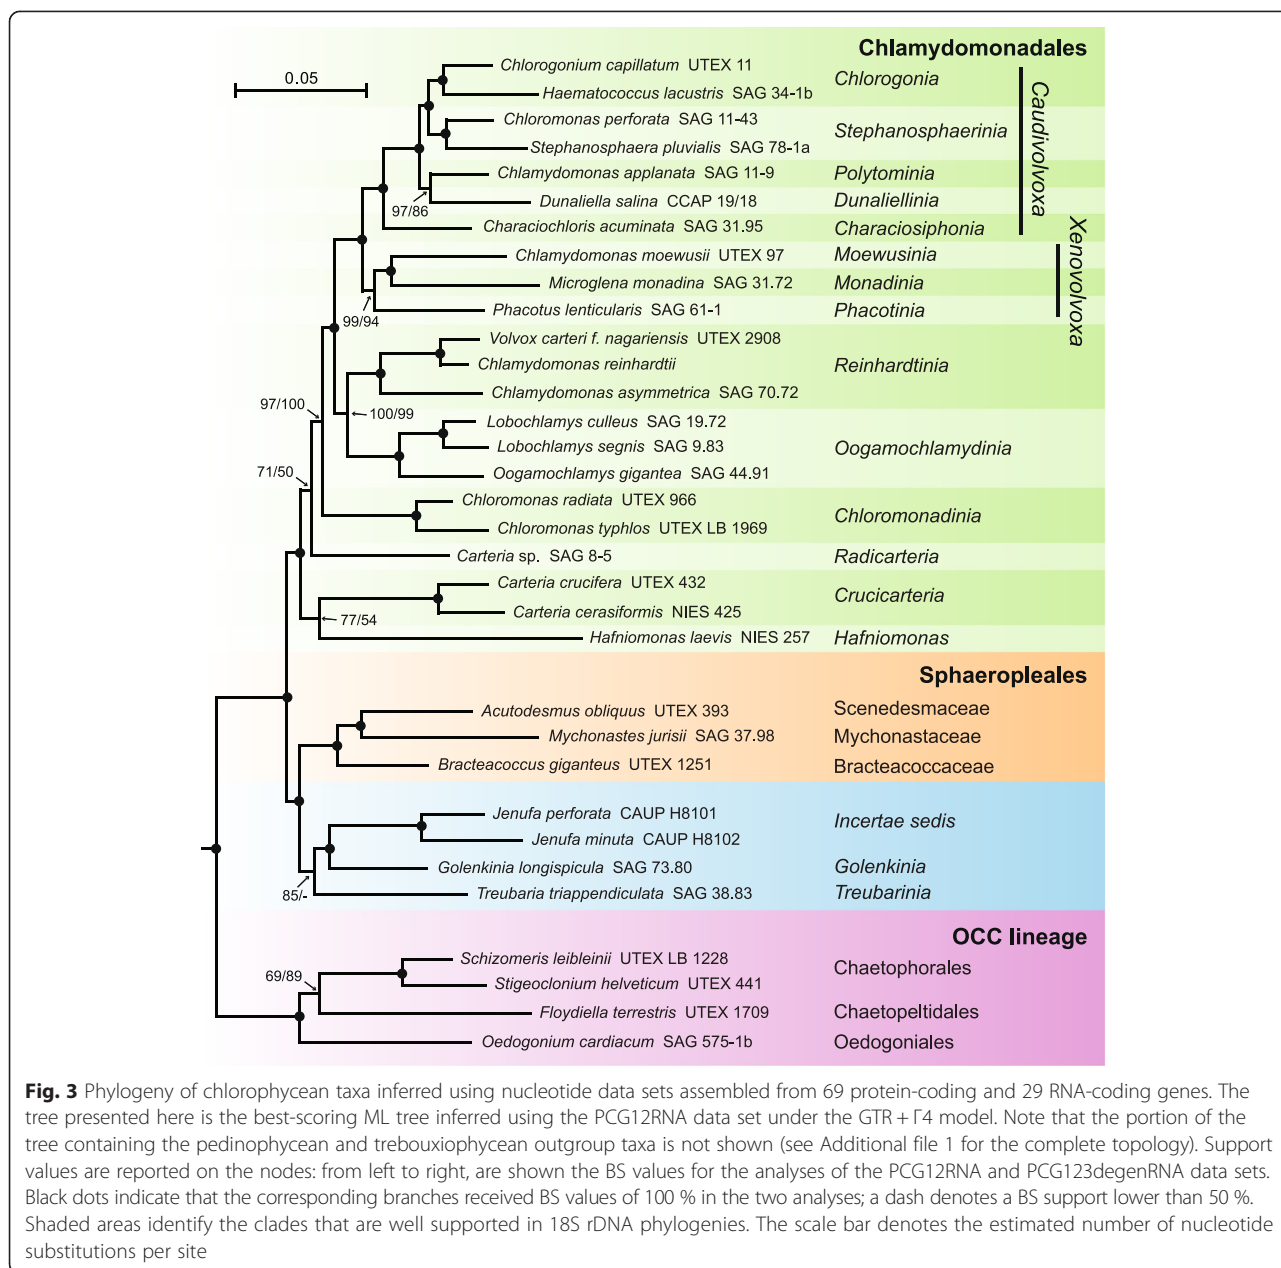 Chlamydomonadales
0.05
Chlorogonium capillatum UTEX 11
Haematococcus lacustris SAG 34-1b
Chlorogonia
Chloromonas perforata SAG 11-43
Stephanosphaera pluvialis SAG 78-1a
Stephanosphaerinia
Chlamydomonas applanata SAG 11-9
Polytominia
97/86
Dunaliella salina CCAP 19/18
Dunaliellinia
Characiochloris acuminata SAG 31.95
Characiosiphonia
Caudivolvoxa
Chlamydomonas moewusii UTEX 97
Moewusinia
Microglena monadina SAG 31.72
Monadinia
99/94
Phacotus lenticularis SAG 61-1
Phacotinia
Xenovolvoxa
Volvox carteri f. nagariensis UTEX 2908
Chlamydomonas reinhardtii
Reinhardtinia
Chlamydomonas asymmetrica SAG 70.72
97/100
100/99
Lobochlamys culleus SAG 19.72
Lobochlamys segnis SAG 9.83
Oogamochlamydinia
Oogamochlamys gigantea SAG 44.91
71/50
Chloromonas radiata UTEX 966
Chloromonas typhlos UTEX LB 1969
Chloromonadinia
Carteria sp. SAG 8-5
Radicarteria
Carteria crucifera UTEX 432
Carteria cerasiformis NIES 425
Crucicarteria
77/54
Hafniomonas laevis NIES 257
Hafniomonas
Sphaeropleales
Acutodesmus obliquus UTEX 393
Scenedesmaceae
Mychonastes jurisii SAG 37.98
Mychonastaceae
Bracteacoccus giganteus UTEX 1251
Bracteacoccaceae
Jenufa perforata CAUP H8101
Jenufa minuta CAUP H8102
Incertae sedis
Golenkinia longispicula SAG 73.80
Golenkinia
85/-
Treubaria triappendiculata SAG 38.83
Treubarinia
OCC lineage
Schizomeris leibleinii UTEX LB 1228
Stigeoclonium helveticum UTEX 441
Chaetophorales
69/89
Floydiella terrestris UTEX 1709
Chaetopeltidales
Oedogonium cardiacum SAG 575-1b
Oedogoniales
Fig. 3 Phylogeny of chlorophycean taxa inferred using nucleotide data sets assembled from 69 protein-coding and 29 RNA-coding genes. The
tree presented here is the best-scoring ML tree inferred using the PCG12RNA data set under the GTR + Γ4 model. Note that the portion of the
tree containing the pedinophycean and trebouxiophycean outgroup taxa is not shown (see Additional file 1 for the complete topology). Support
values are reported on the nodes: from left to right, are shown the BS values for the analyses of the PCG12RNA and PCG123degenRNA data sets.
Black dots indicate that the corresponding branches received BS values of 100 % in the two analyses; a dash denotes a BS support lower than 50 %.
Shaded areas identify the clades that are well supported in 18S rDNA phylogenies. The scale bar denotes the estimated number of nucleotide
substitutions per site